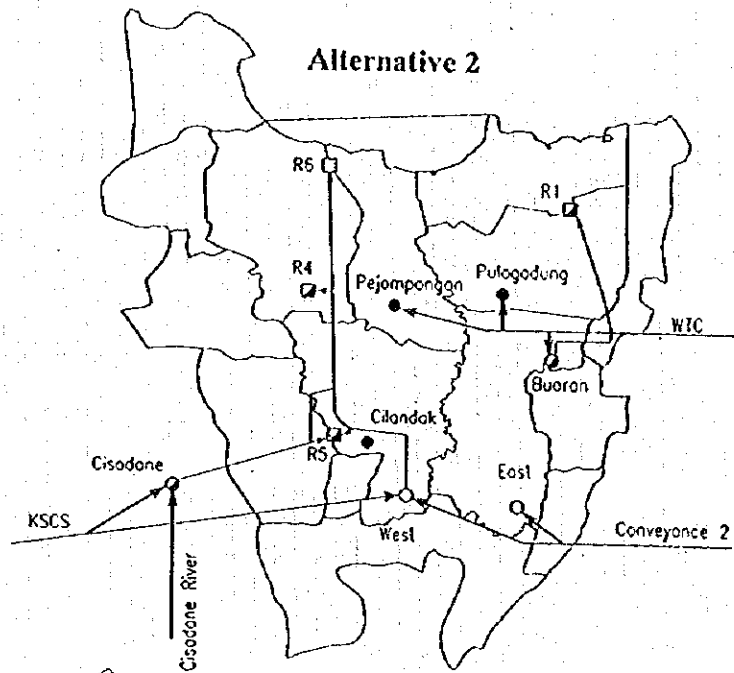 Alternative 2
R6
R1
R4
Pejompongan
Pulogadung
WTC
Buaran
Cilandak
R5
Cisadane
East
KSCS
West
Conveyance 2
Cisadane River